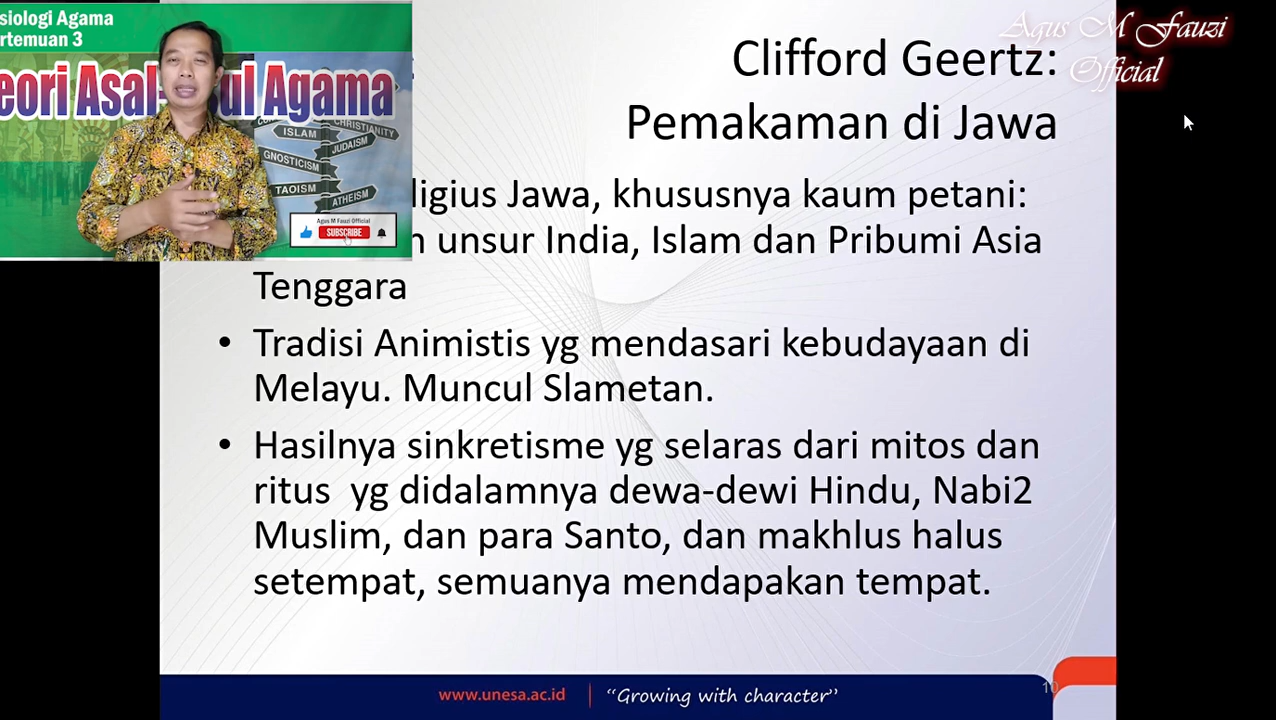 siologi Agama
rtemuan 3
eori Asal- ul Agama
ISLAM
CHRISTIANITY
JUDAISM
GNOSTICISM
TAOISM
ATHEISM
Agus M Fauzi Official
SUBSCRIBE
Agus M Fauzi
Official
Clifford Geertz:
Pemakaman di Jawa
ligius Jawa, khususnya kaum petani:
unsur India, Islam dan Pribumi Asia
Tenggara
• Tradisi Animistis yg mendasari kebudayaan di
Melayu. Muncul Slametan.
• Hasilnya sinkretisme yg selaras dari mitos dan
ritus yg didalamnya dewa-dewi Hindu, Nabi2
Muslim, dan para Santo, dan makhlus halus
setempat, semuanya mendapakan tempat.
www.unesa.ac.id
“Growing with character”
10